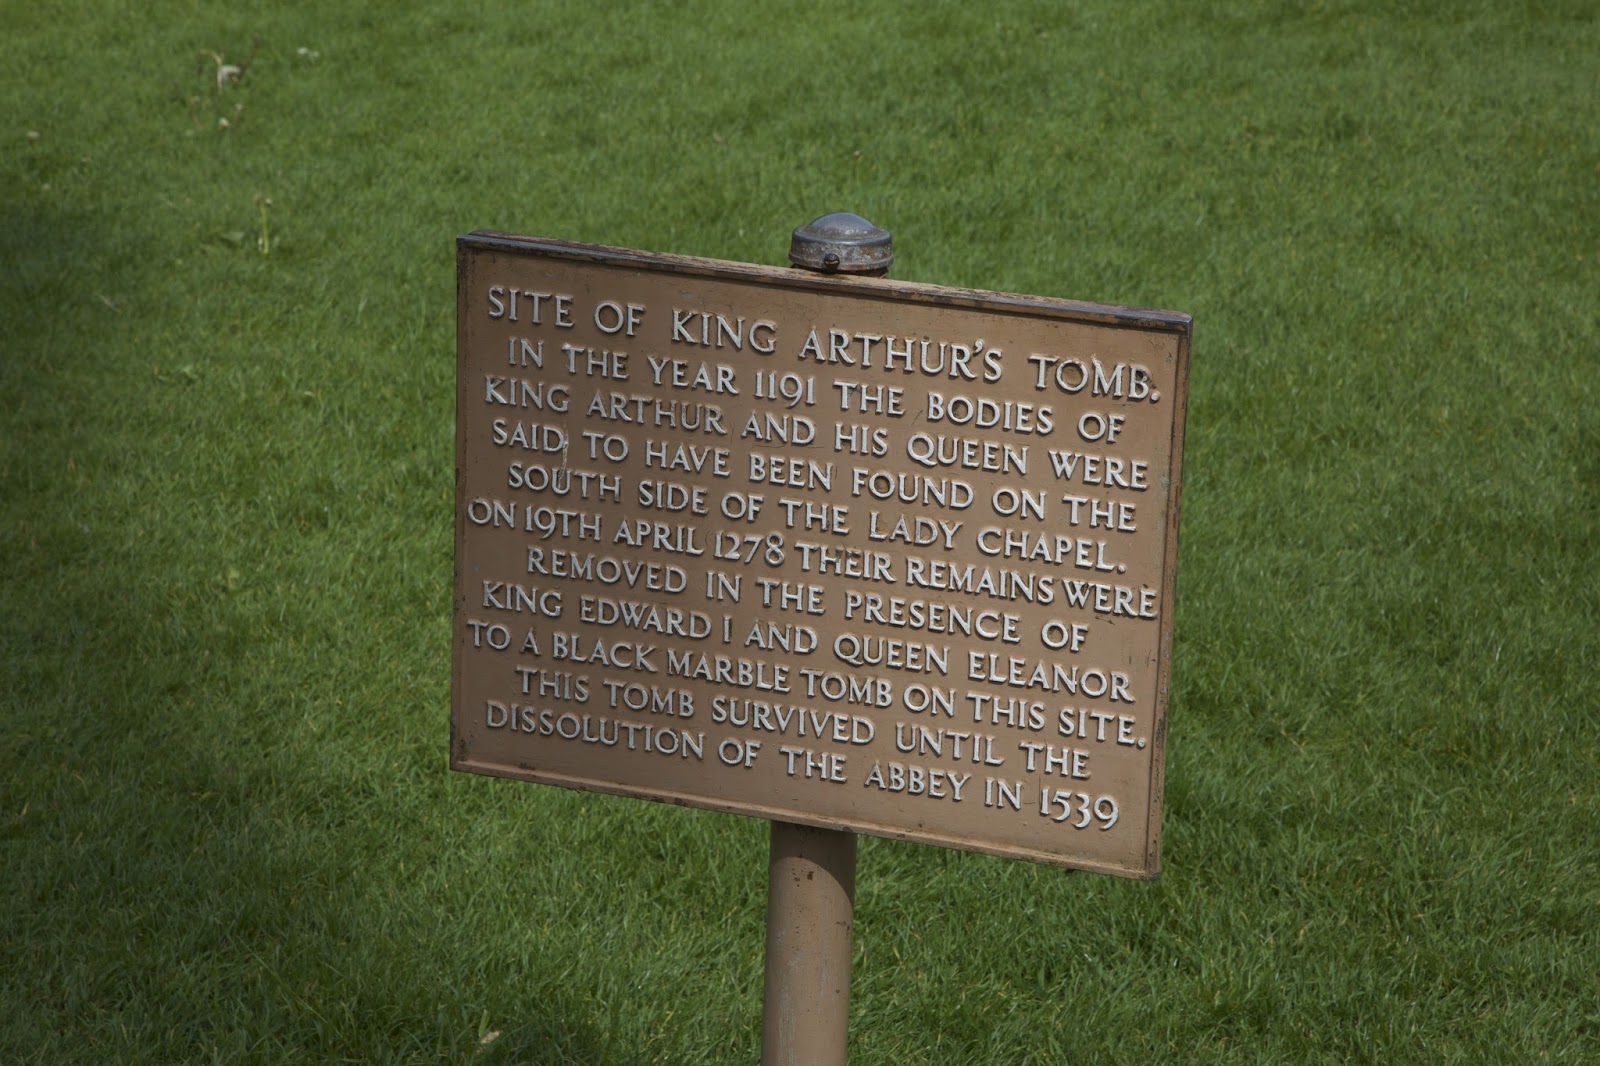 SITE OF KING ARTHUR'S TOMB.
IN THE YEAR 1191 THE BODIES OF
KING ARTHUR AND HIS QUEEN WERE
SAID TO HAVE BEEN FOUND ON THE
SOUTH SIDE OF THE LADY CHAPEL.
ON 19TH APRIL 1278 THEIR REMAINS WERE
REMOVED IN THE PRESENCE OF
KING EDWARD I AND QUEEN ELEANOR
TO A BLACK MARBLE TOMB ON THIS SITE.
THIS TOMB SURVIVED UNTIL THE
DISSOLUTION OF THE ABBEY IN 1539